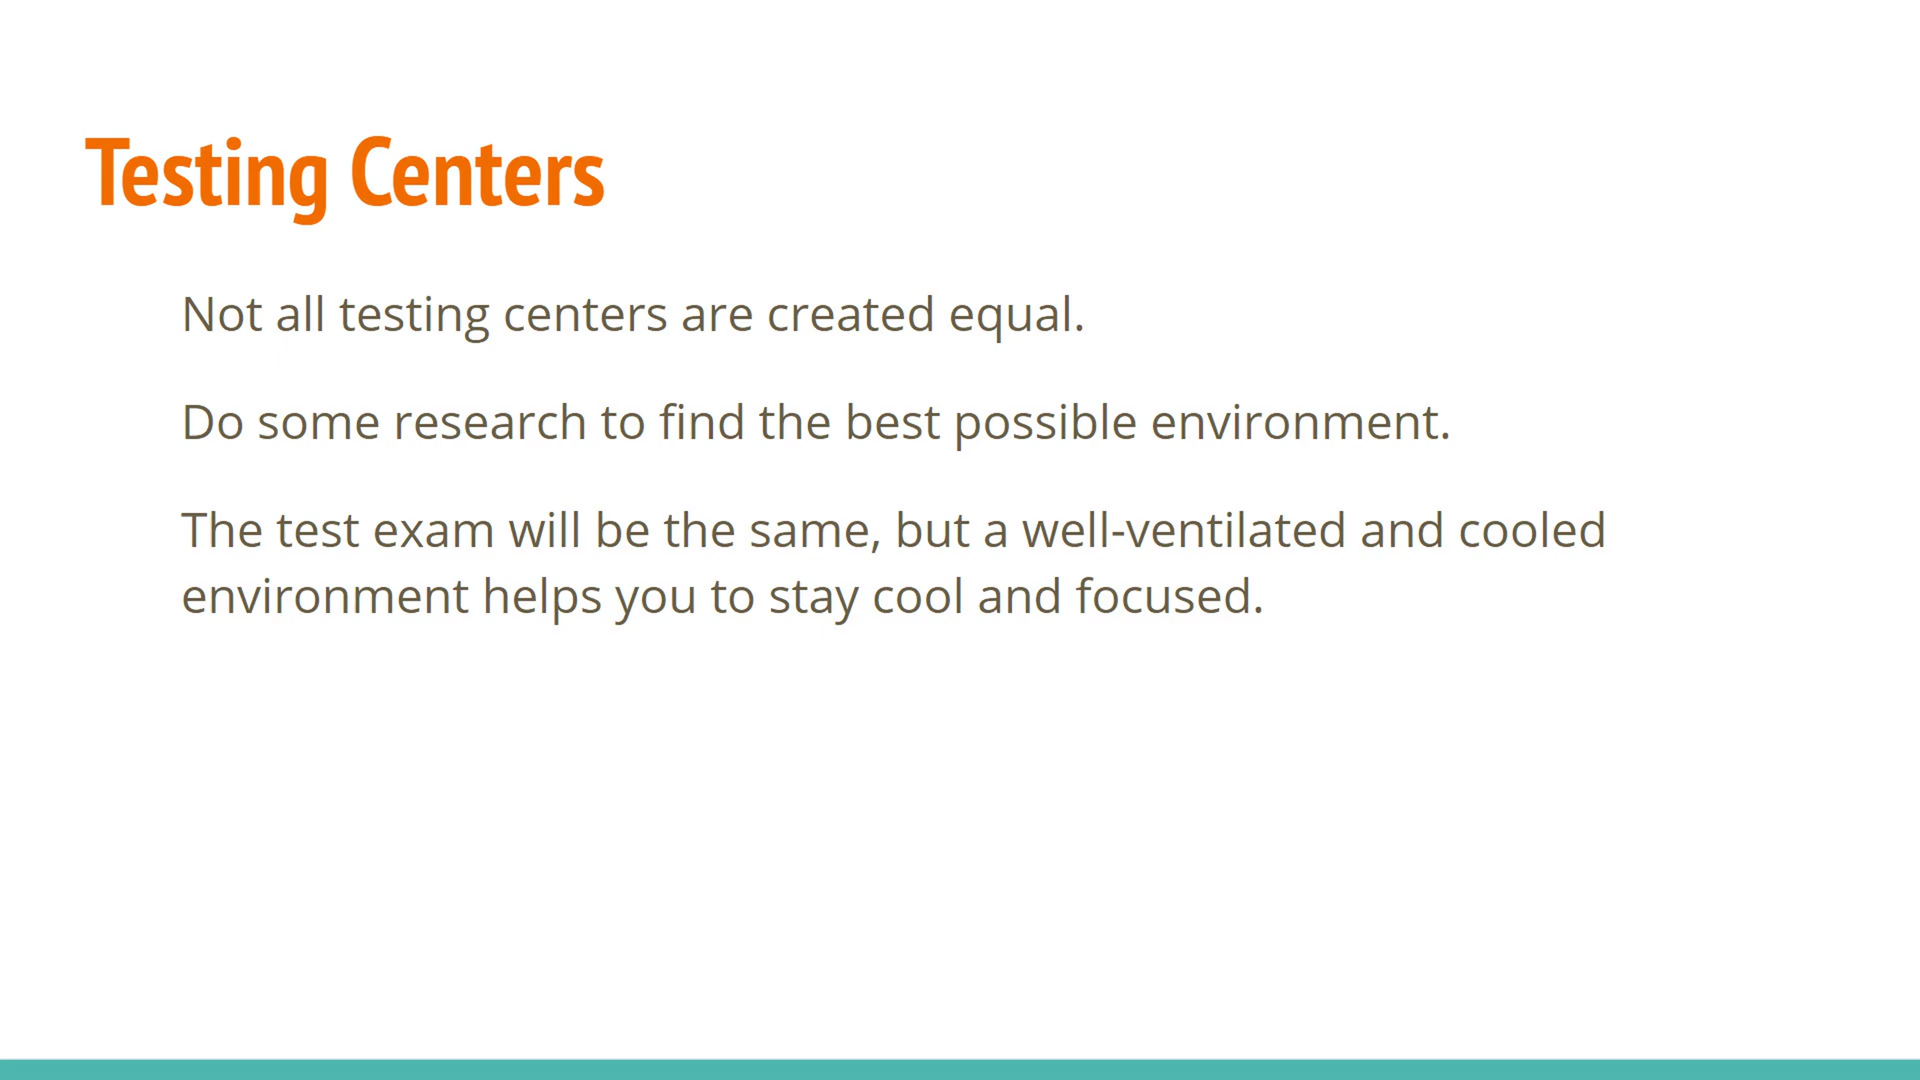 Testing Centers
Not all testing centers are created equal.
Do some research to find the best possible environment.
The test exam will be the same, but a well-ventilated and cooled
environment helps you to stay cool and focused.